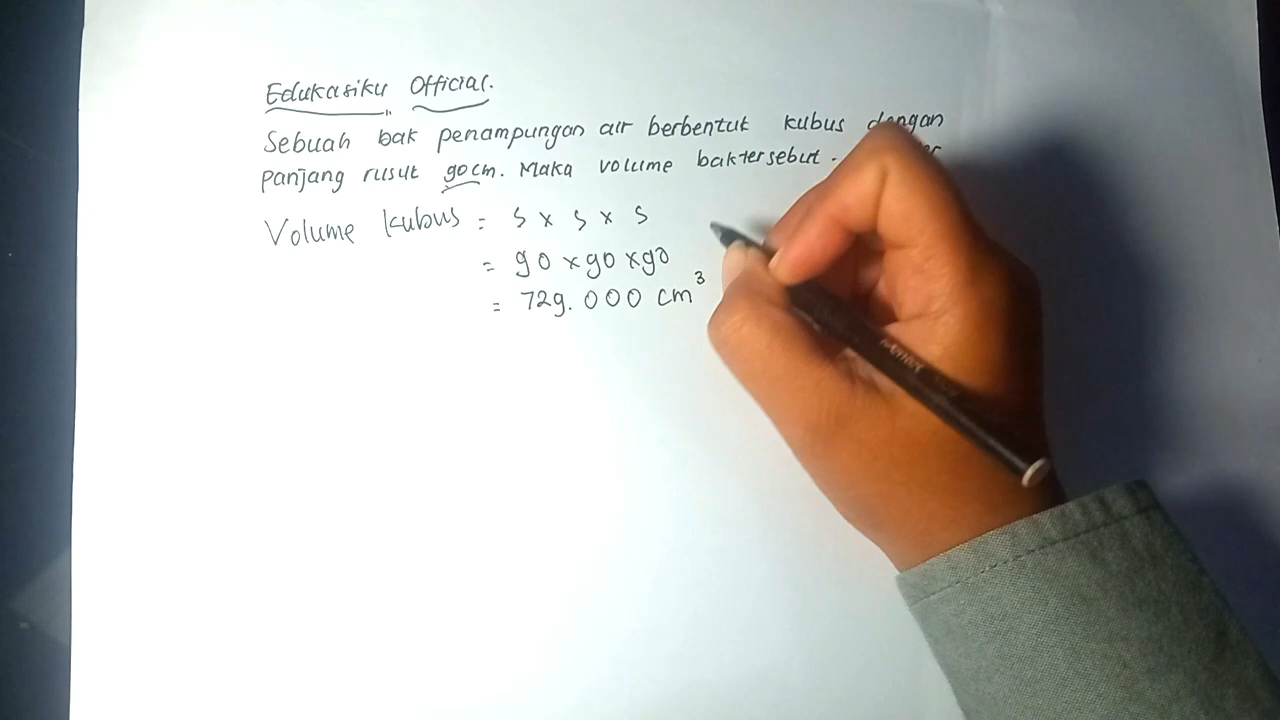 Edukasiku Official.
Sebuah bak penampungan air berbentuk kubus dengan
panjang rusuk 90cm. Maka volume bak tersebut .
Volume kubus = s x s x s
= 90 x 90 x 90
= 729.000 cm³